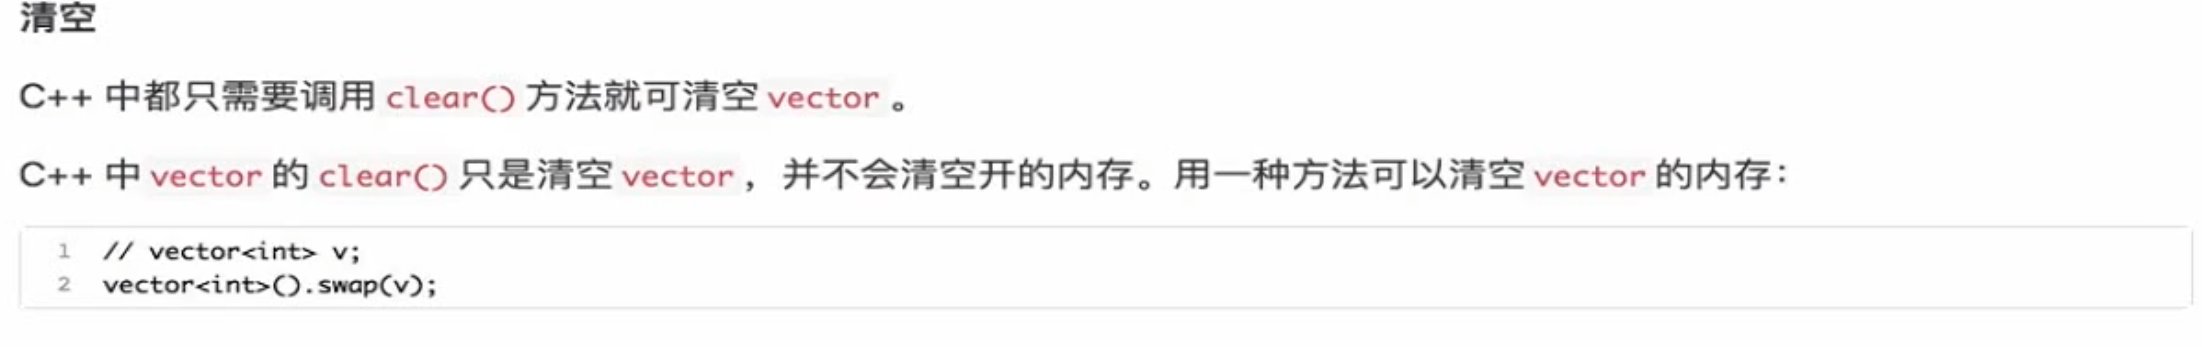 清空
C++ 中都只需要调用 clear() 方法就可清空 vector 。
C++ 中 vector 的 clear() 只是清空 vector ，并不会清空开的内存。用一种方法可以清空 vector 的内存：
1 // vector<int> v;
2 vector<int>().swap(v);